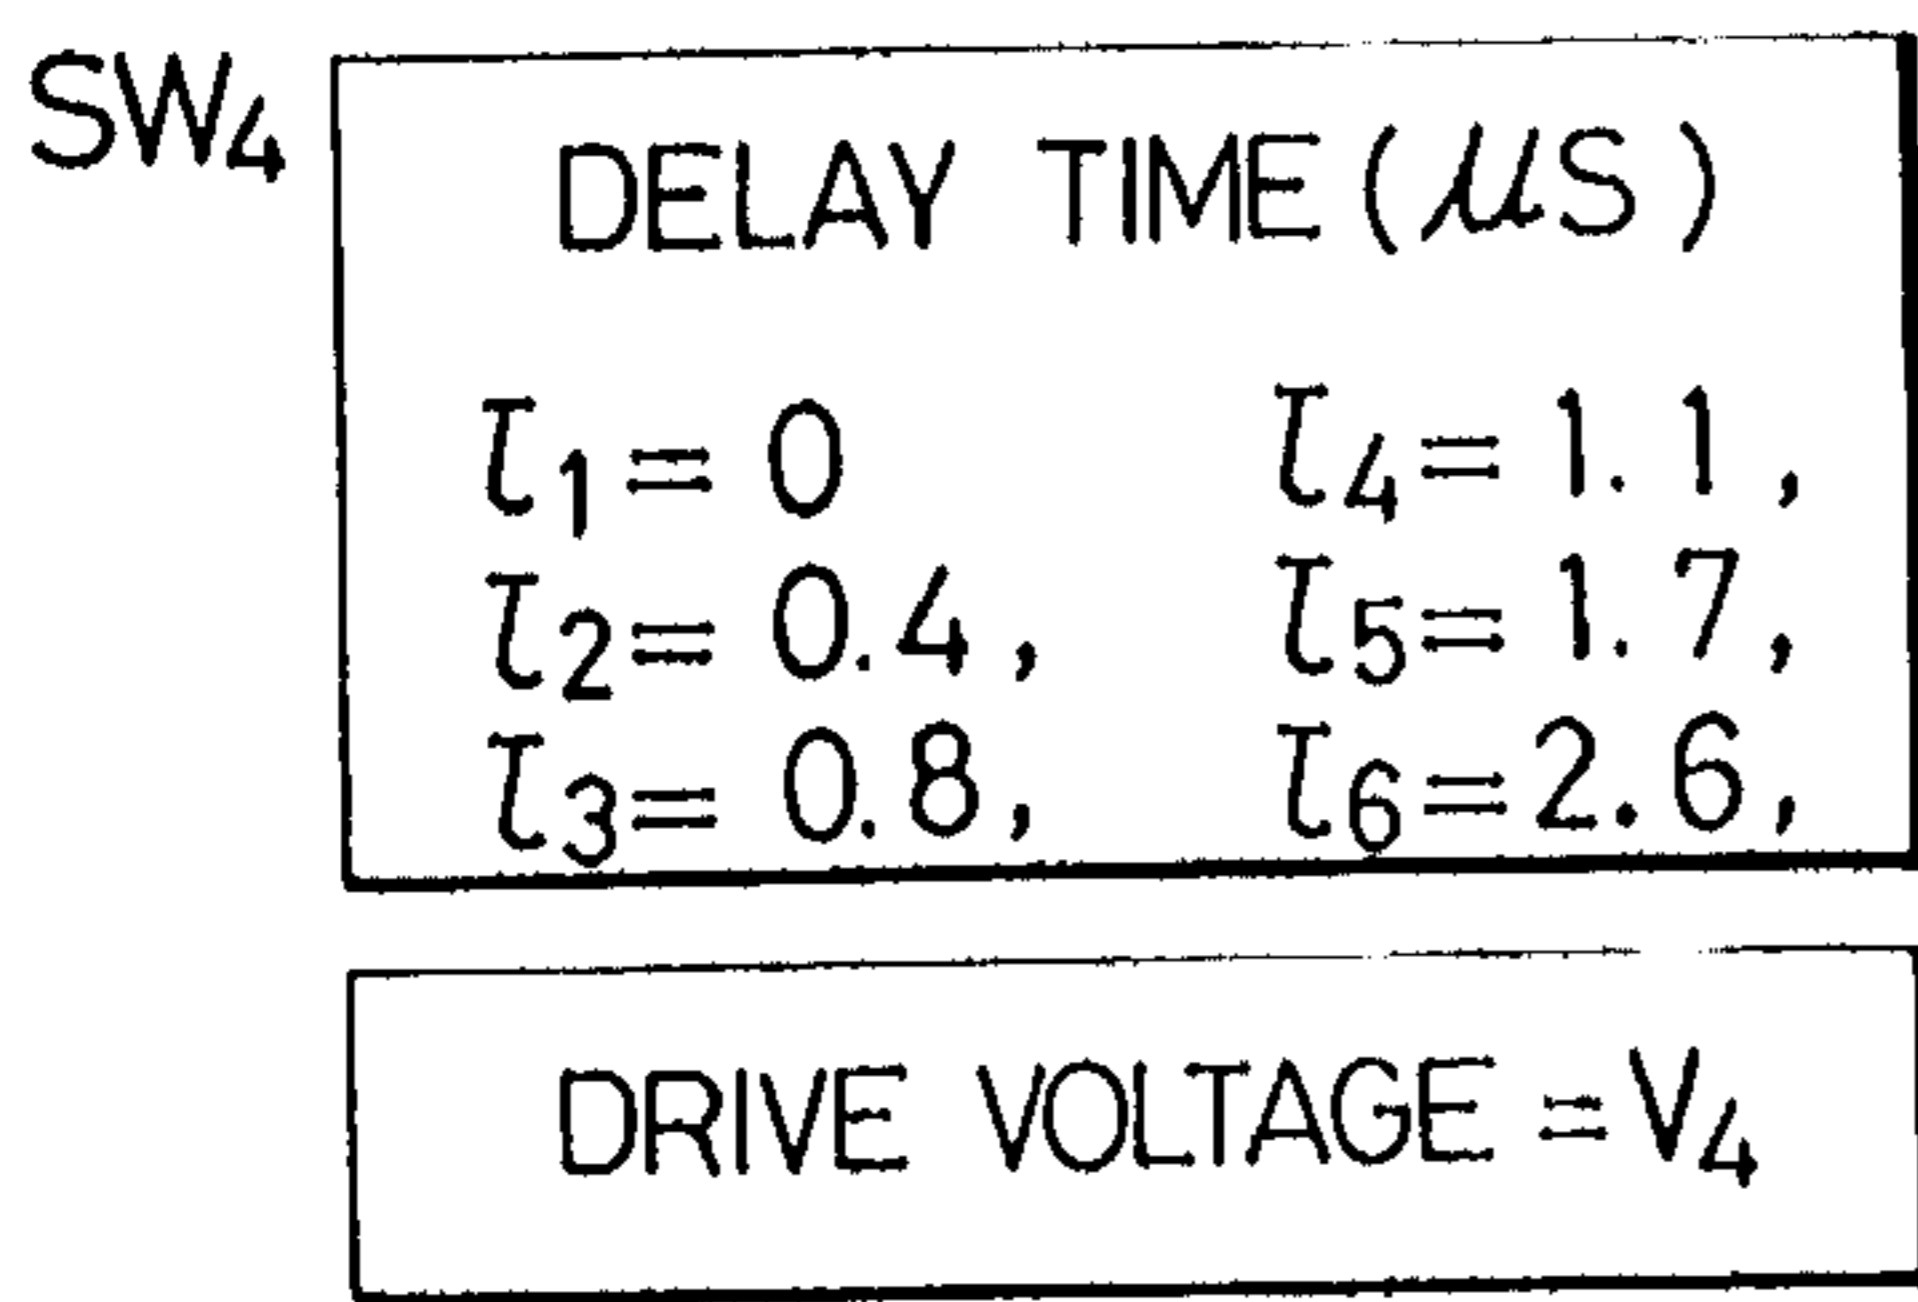 SW₄
DELAY TIME (μS)
τ₁= 0 τ₄= 1.1,
τ₂= 0.4, τ₅= 1.7,
τ₃= 0.8, τ₆= 2.6,
DRIVE VOLTAGE = V₄